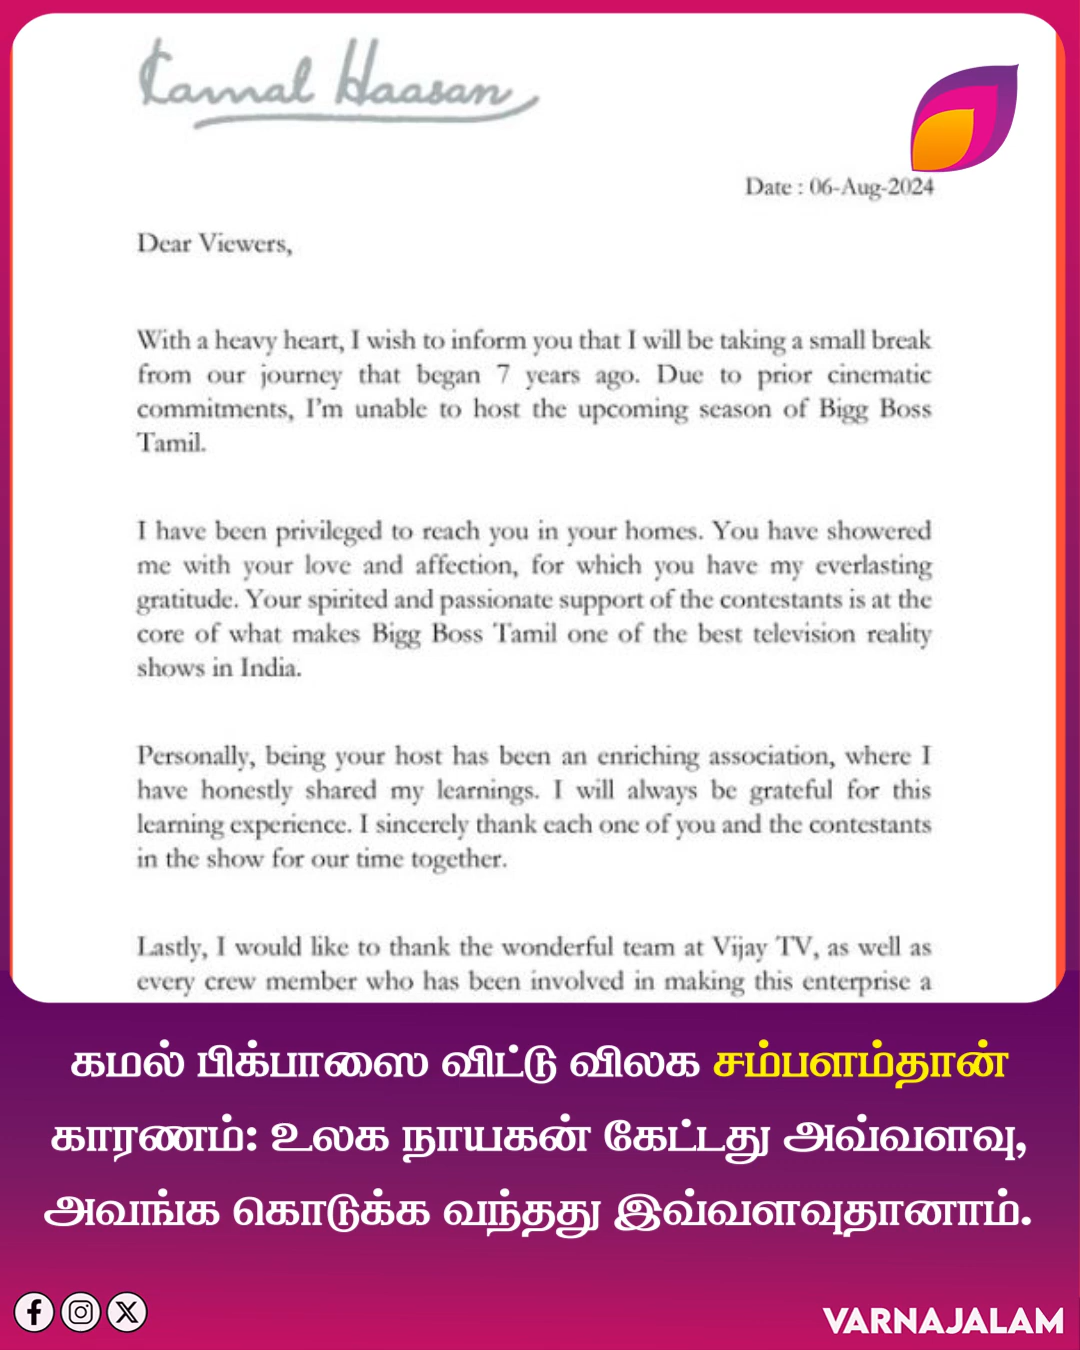 Kamal Haasan
Date : 06-Aug-2024
Dear Viewers,
With a heavy heart, I wish to inform you that I will be taking a small break
from our journey that began 7 years ago. Due to prior cinematic
commitments, I'm unable to host the upcoming season of Bigg Boss
Tamil.
I have been privileged to reach you in your homes. You have showered
me with your love and affection, for which you have my everlasting
gratitude. Your spirited and passionate support of the contestants is at the
core of what makes Bigg Boss Tamil one of the best television reality
shows in India.
Personally, being your host has been an enriching association, where I
have honestly shared my learnings. I will always be grateful for this
learning experience. I sincerely thank each one of you and the contestants
in the show for our time together.
Lastly, I would like to thank the wonderful team at Vijay TV, as well as
every crew member who has been involved in making this enterprise a
கமல் பிக்பாஸை விட்டு விலக சம்பளம்தான்
காரணம்: உலக நாயகன் கேட்டது அவ்வளவு,
அவங்க கொடுக்க வந்தது இவ்வளவுதானாம்.
VARNAJALAM